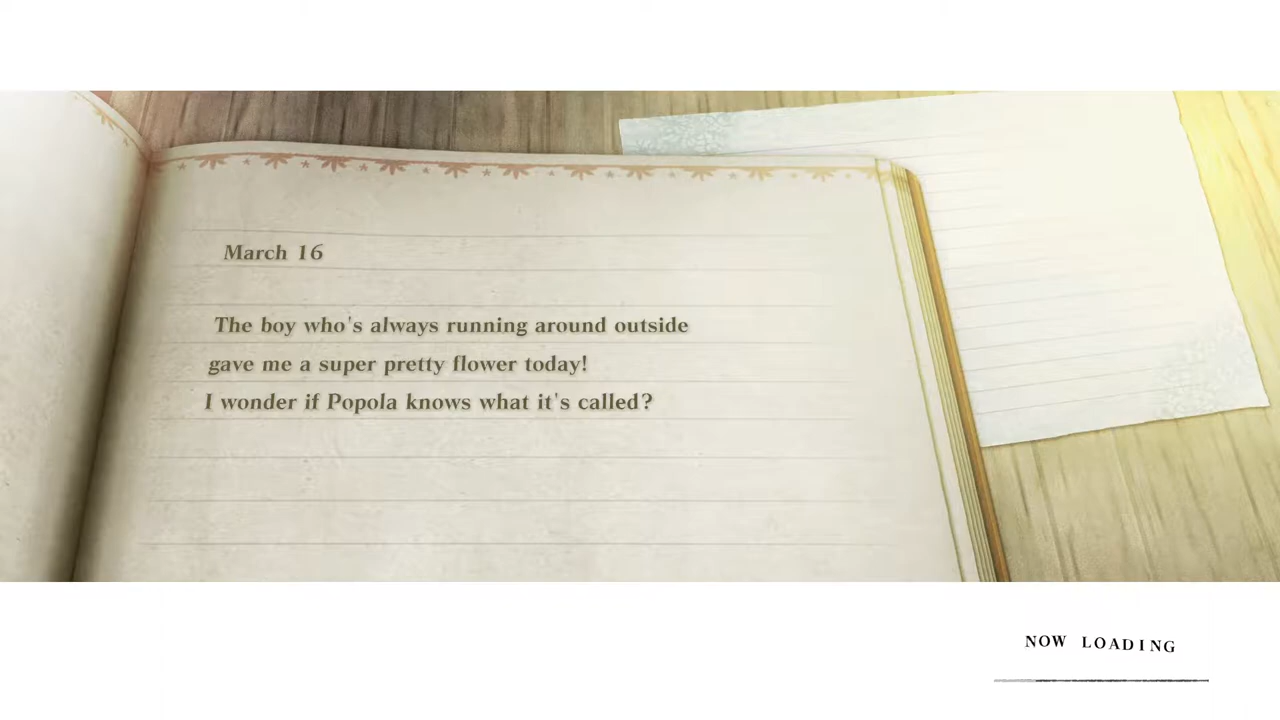 March 16
The boy who's always running around outside
gave me a super pretty flower today!
I wonder if Popola knows what it's called?
NOW LOADING